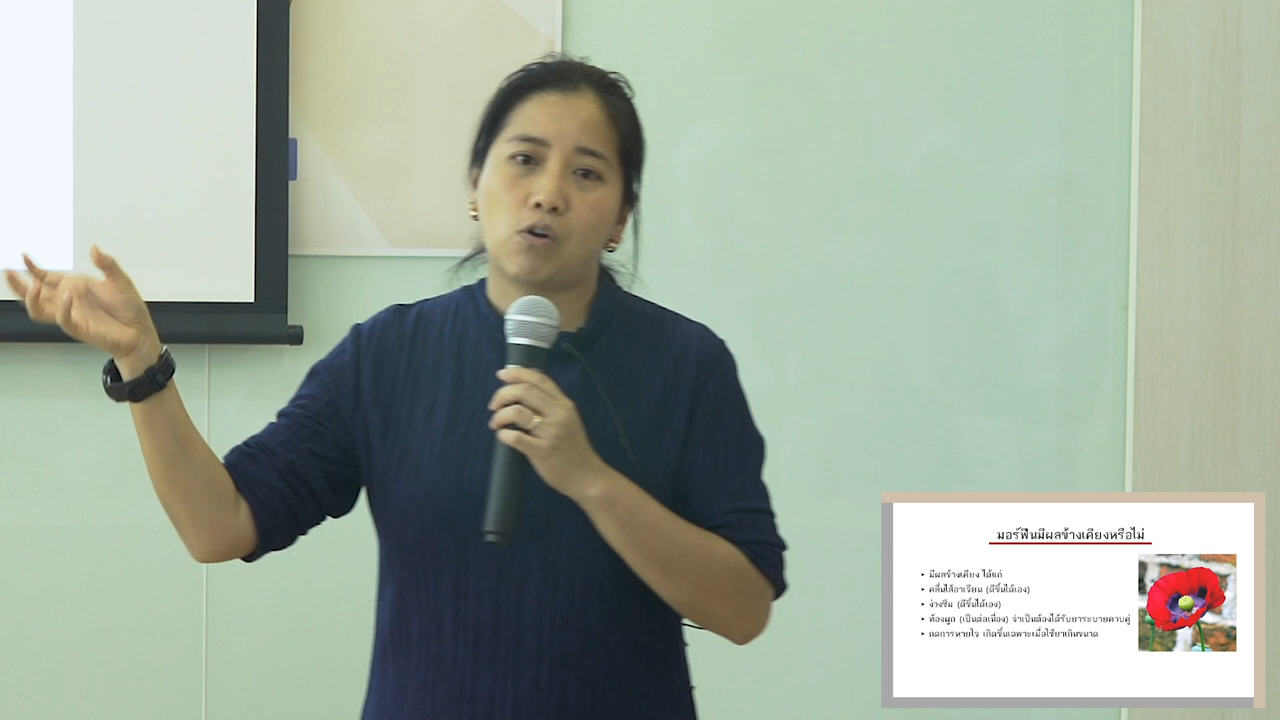 มอร์ฟีนมีผลข้างเคียงหรือไม่
• มีผลข้างเคียง ได้แก่
• คลื่นไส้อาเจียน (ดีขึ้นได้เอง)
• ง่วงซึม (ดีขึ้นได้เอง)
• ท้องผูก (เป็นต่อเนื่อง) จำเป็นต้องได้รับยาระบายควบคู่
• กดการหายใจ เกิดขึ้นเฉพาะเมื่อใช้ยาเกินขนาด